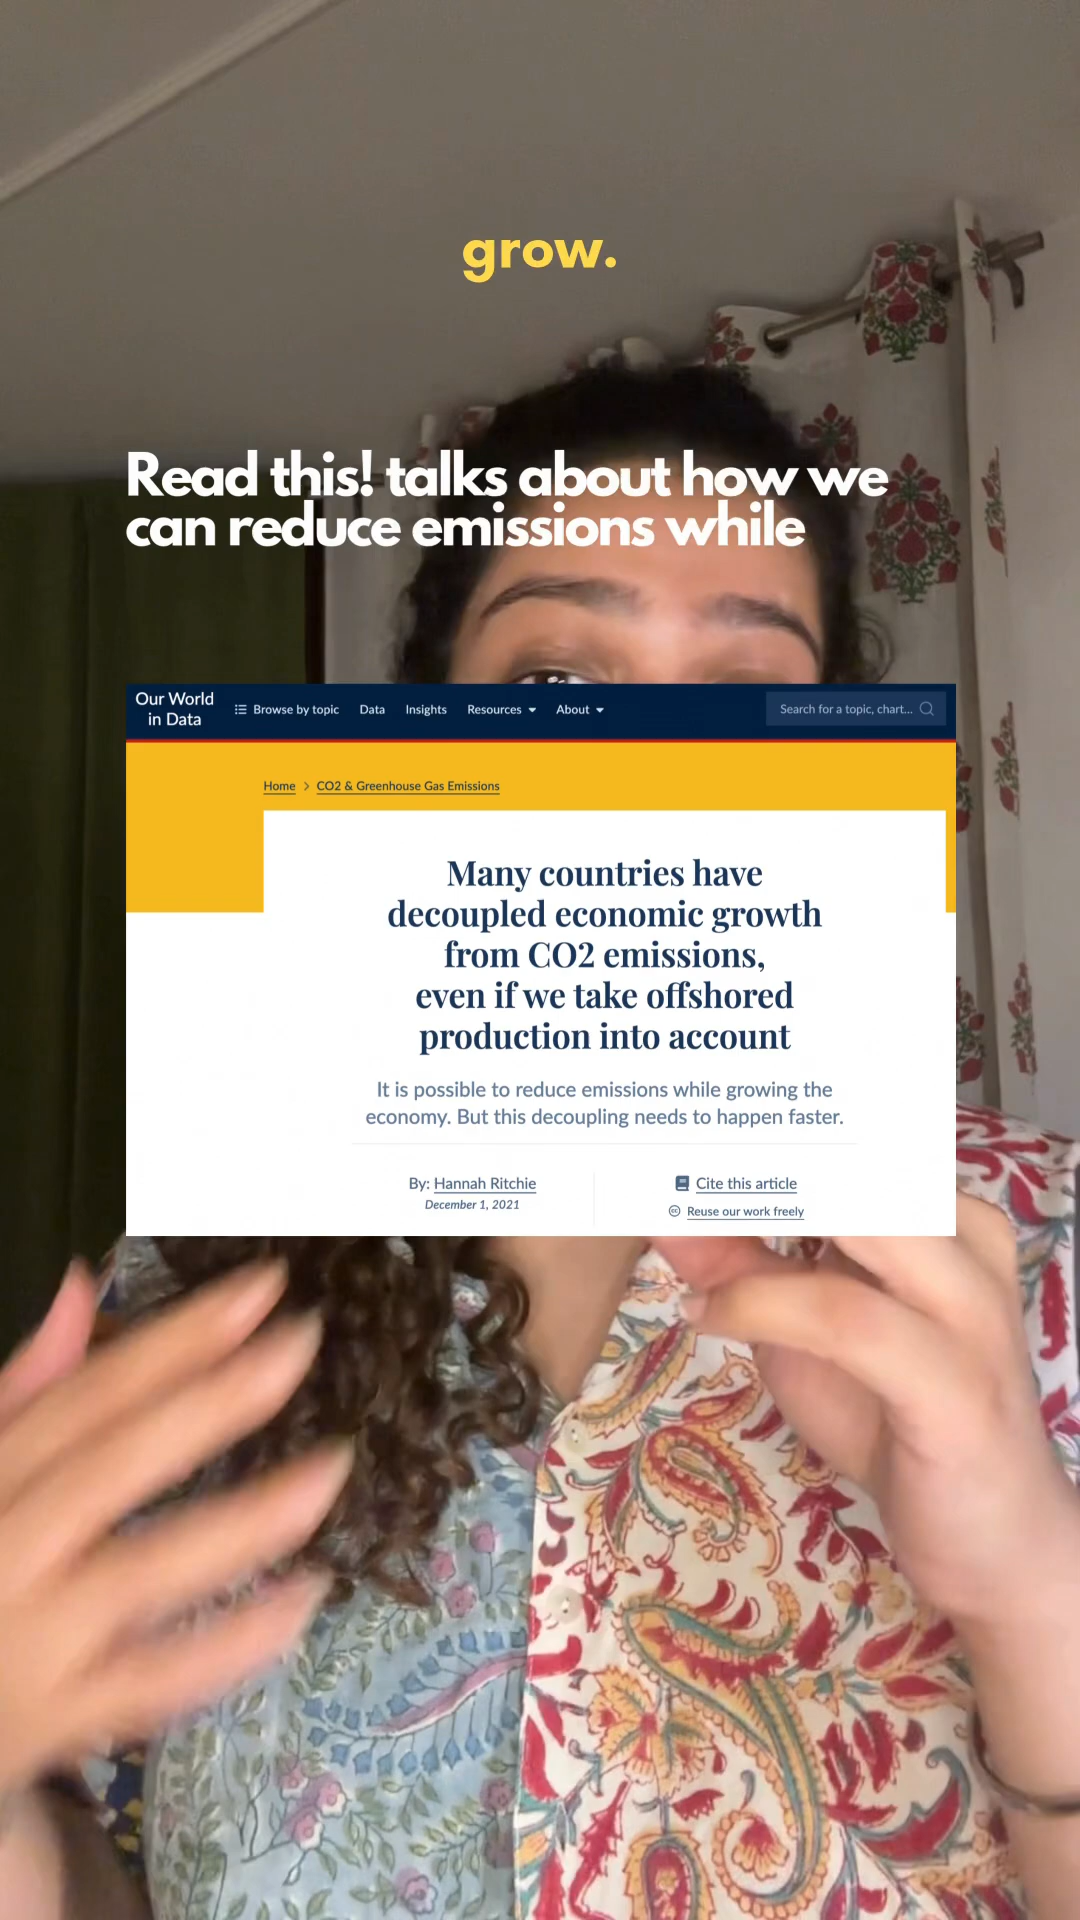 grow.
Read this! talks about how we
can reduce emissions while
Our World
in Data
Browse by topic
Data
Insights
Resources
About
Search for a topic, chart...
Home > CO2 & Greenhouse Gas Emissions
Many countries have
decoupled economic growth
from CO2 emissions,
even if we take offshored
production into account
It is possible to reduce emissions while growing the
economy. But this decoupling needs to happen faster.
By: Hannah Ritchie
December 1, 2021
Cite this article
Reuse our work freely